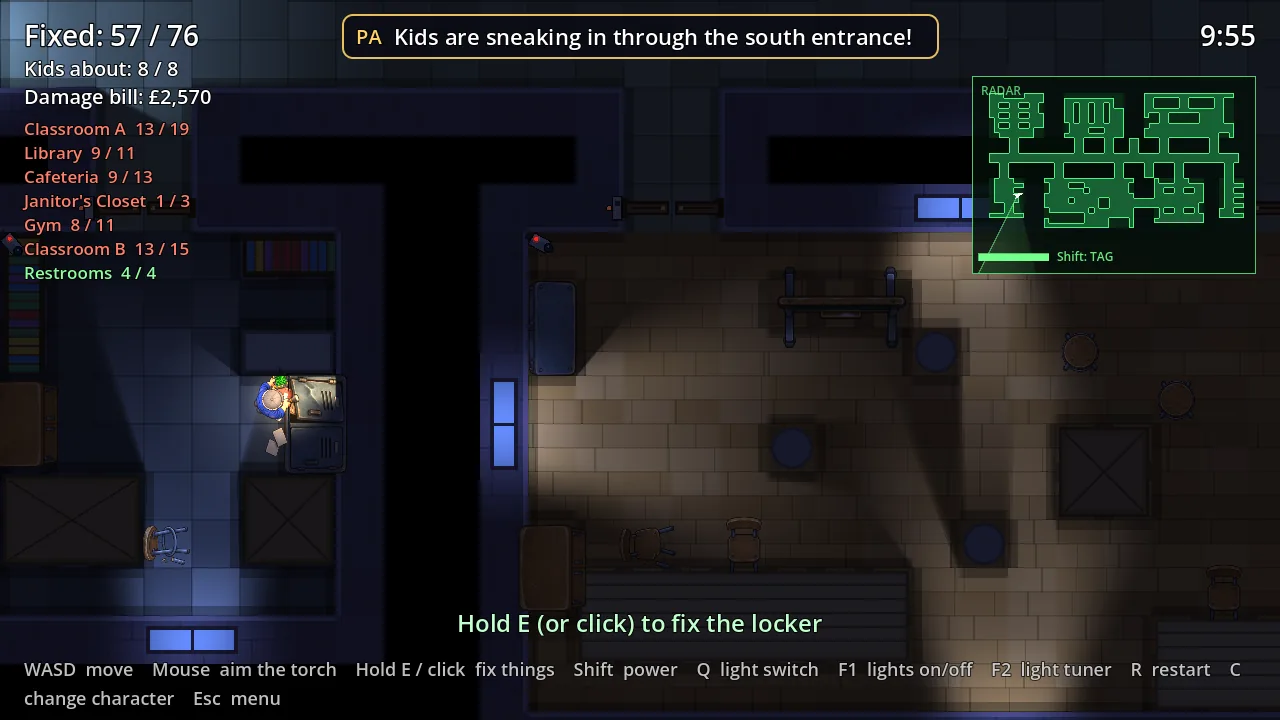 Fixed: 57 / 76
Kids about: 8 / 8
Damage bill: £2,570
Classroom A 13 / 19
Library 9 / 11
Cafeteria 9 / 13
Janitor's Closet 1 / 3
Gym 8 / 11
Classroom B 13 / 15
Restrooms 4 / 4
PA Kids are sneaking in through the south entrance!
9:55
RADAR
Shift: TAG
Hold E (or click) to fix the locker
WASD move Mouse aim the torch Hold E / click fix things Shift power Q light switch F1 lights on/off F2 light tuner R restart C
change character Esc menu